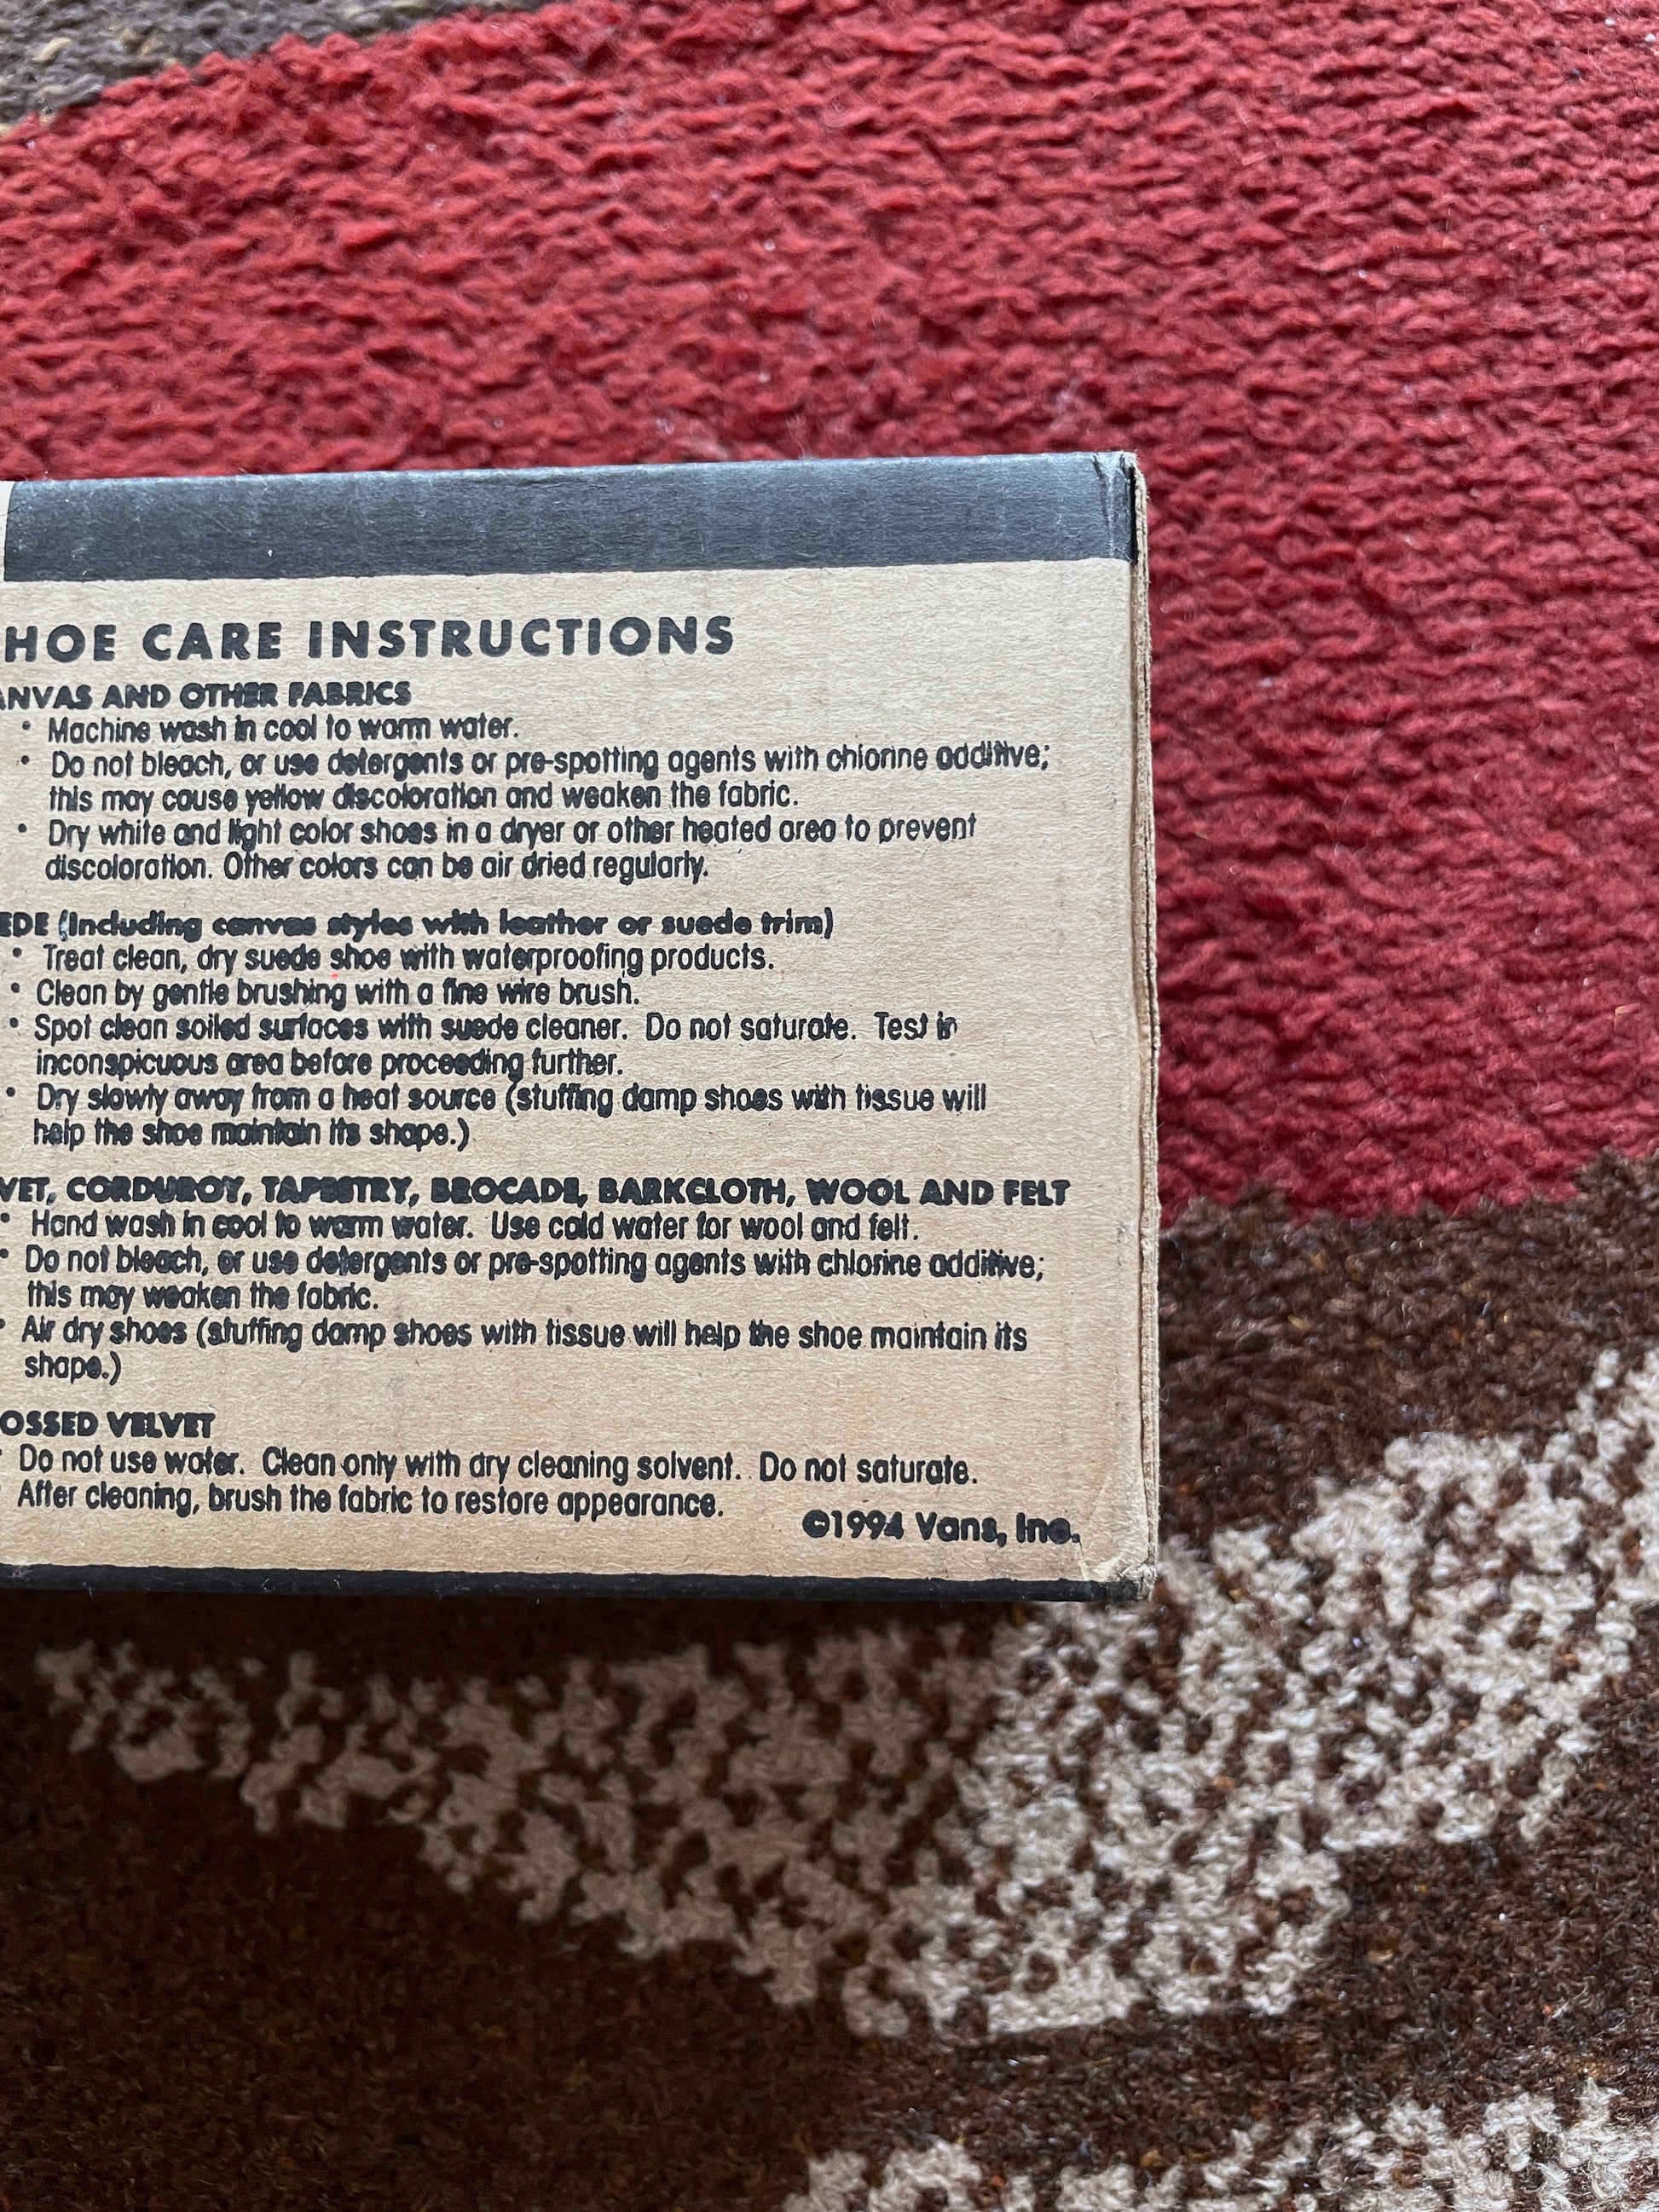 HOE CARE INSTRUCTIONS
ANVAS AND OTHER FABRICS
• Machine wash in cool to warm water.
• Do not bleach, or use detergents or pre-spotting agents with chlorine additive;
this may cause yellow discoloration and weaken the fabric.
• Dry white and light color shoes in a dryer or other heated area to prevent
discoloration. Other colors can be air dried regularly.
EDE (Including canvas styles with leather or suede trim)
• Treat clean, dry suede shoe with waterproofing products.
• Clean by gentle brushing with a fine wire brush.
• Spot clean soiled surfaces with suede cleaner. Do not saturate. Test in
inconspicuous area before proceeding further.
• Dry slowly away from a heat source (stuffing damp shoes with tissue will
help the shoe maintain its shape.)
VET, CORDUROY, TAPESTRY, BROCADE, BARKCLOTH, WOOL AND FELT
• Hand wash in cool to warm water. Use cold water for wool and felt.
• Do not bleach, or use detergents or pre-spotting agents with chlorine additive;
this may weaken the fabric.
• Air dry shoes (stuffing damp shoes with tissue will help the shoe maintain its
shape.)
OSSED VELVET
• Do not use water. Clean only with dry cleaning solvent. Do not saturate.
After cleaning, brush the fabric to restore appearance.
©1994 Vans, Inc.